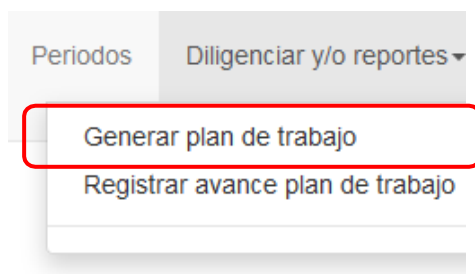 Periodos Diligenciar y/o reportes
Generar plan de trabajo
Registrar avance plan de trabajo